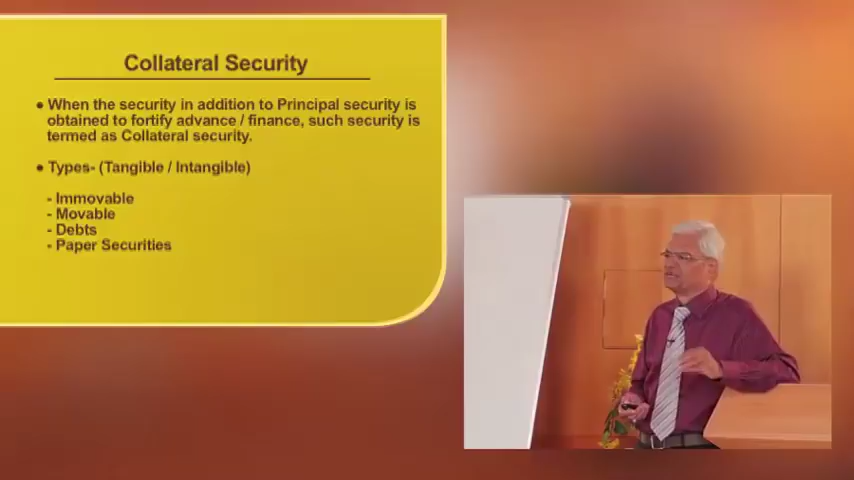 Collateral Security
● When the security in addition to Principal security is
obtained to fortify advance / finance, such security is
termed as Collateral security.
● Types- (Tangible / Intangible)
- Immovable
- Movable
- Debts
- Paper Securities